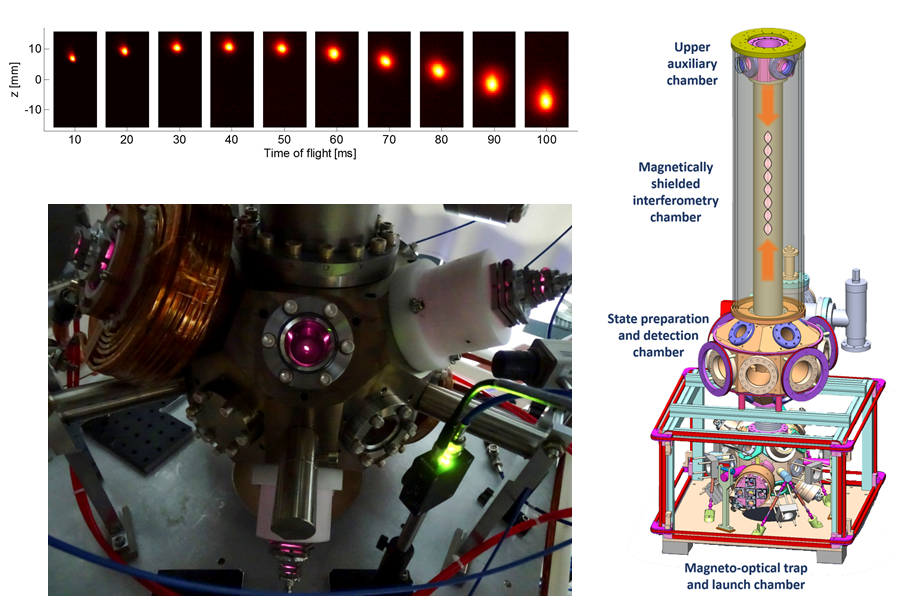 10
0
-10
z [mm]
10 20 30 40 50 60 70 80 90 100
Time of flight [ms]
Upper
auxiliary
chamber
Magnetically
shielded
interferometry
chamber
State preparation
and detection
chamber
Magneto-optical trap
and launch chamber